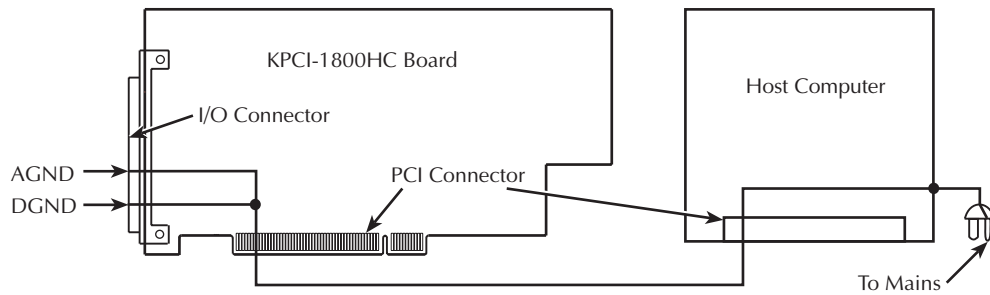 KPCI-1800HC Board
Host Computer
I/O Connector
AGND
PCI Connector
DGND
To Mains